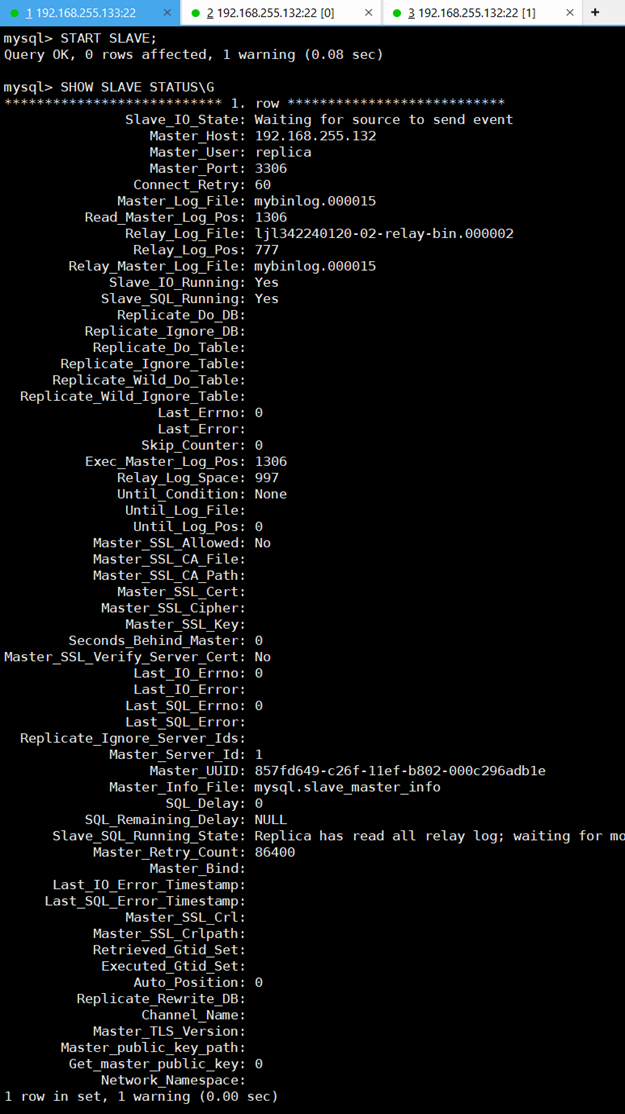 1 192.168.255.133:22 2 192.168.255.132:22 [0] × 3 192.168.255.132:22 [1] × +
mysql> START SLAVE;
Query OK, 0 rows affected, 1 warning (0.08 sec)
mysql> SHOW SLAVE STATUS\G
*************************** 1. row ***************************
Slave_IO_State: Waiting for source to send event
Master_Host: 192.168.255.132
Master_User: replica
Master_Port: 3306
Connect_Retry: 60
Master_Log_File: mybinlog.000015
Read_Master_Log_Pos: 1306
Relay_Log_File: ljl342240120-02-relay-bin.000002
Relay_Log_Pos: 777
Relay_Master_Log_File: mybinlog.000015
Slave_IO_Running: Yes
Slave_SQL_Running: Yes
Replicate_Do_DB:
Replicate_Ignore_DB:
Replicate_Do_Table:
Replicate_Ignore_Table:
Replicate_Wild_Do_Table:
Replicate_Wild_Ignore_Table:
Last_Errno: 0
Last_Error:
Skip_Counter: 0
Exec_Master_Log_Pos: 1306
Relay_Log_Space: 997
Until_Condition: None
Until_Log_File:
Until_Log_Pos: 0
Master_SSL_Allowed: No
Master_SSL_CA_File:
Master_SSL_CA_Path:
Master_SSL_Cert:
Master_SSL_Cipher:
Master_SSL_Key:
Seconds_Behind_Master: 0
Master_SSL_Verify_Server_Cert: No
Last_IO_Errno: 0
Last_IO_Error:
Last_SQL_Errno: 0
Last_SQL_Error:
Replicate_Ignore_Server_Ids:
Master_Server_Id: 1
Master_UUID: 857fd649-c26f-11ef-b802-000c296adb1e
Master_Info_File: mysql.slave_master_info
SQL_Delay: 0
SQL_Remaining_Delay: NULL
Slave_SQL_Running_State: Replica has read all relay log; waiting for mo
Master_Retry_Count: 86400
Master_Bind:
Last_IO_Error_Timestamp:
Last_SQL_Error_Timestamp:
Master_SSL_Crl:
Master_SSL_Crlpath:
Retrieved_Gtid_Set:
Executed_Gtid_Set:
Auto_Position: 0
Replicate_Rewrite_DB:
Channel_Name:
Master_TLS_Version:
Master_public_key_path:
Get_master_public_key: 0
Network_Namespace:
1 row in set, 1 warning (0.00 sec)